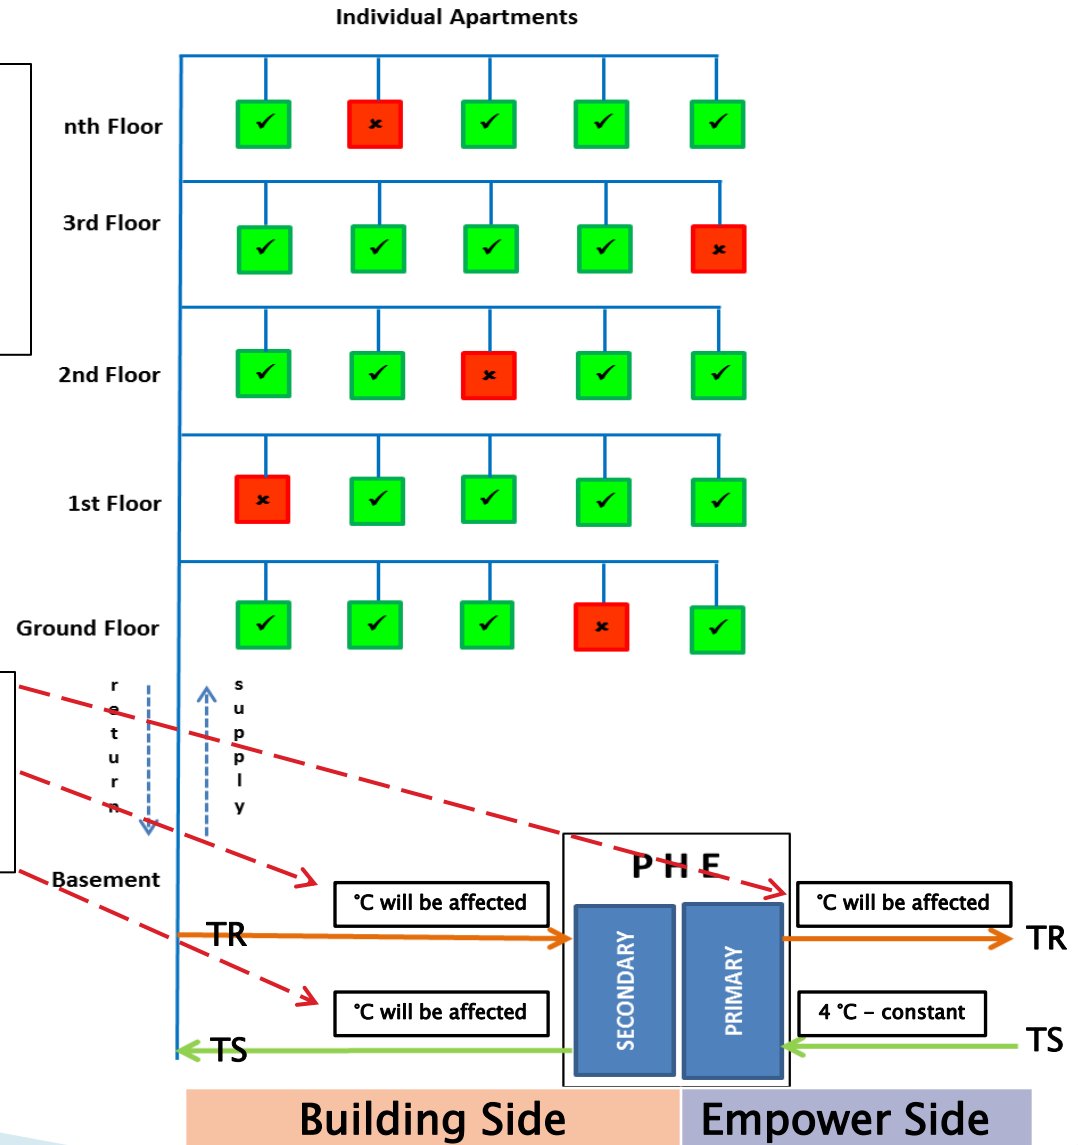 Individual Apartments
nth Floor
3rd Floor
2nd Floor
1st Floor
Ground Floor
return
supply
Basement
P H E
°C will be affected
°C will be affected
TR
TR
SECONDARY
PRIMARY
°C will be affected
4 °C – constant
TS
TS
Building Side
Empower Side